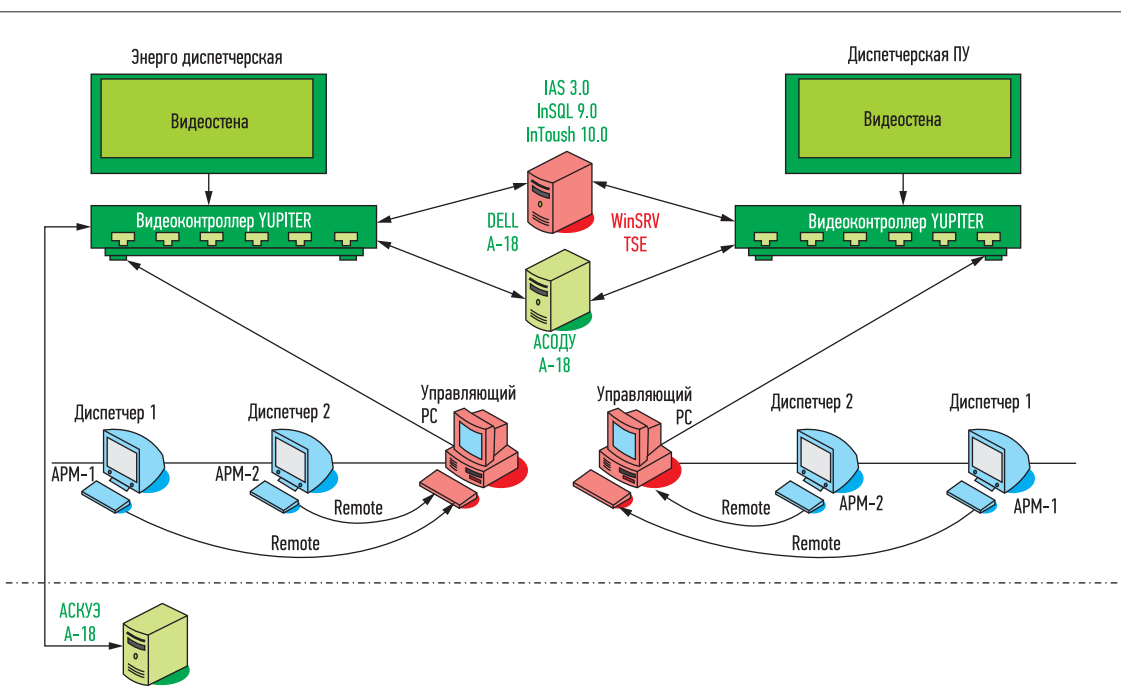 Энерго диспетчерская
Диспетчерская ПУ
Видеостена
Видеостена
IAS 3.0
InSQL 9.0
InToush 10.0
Видеоконтроллер YUPITER
DELL
A-18
WinSRV
TSE
Видеоконтроллер YUPITER
АСОДУ
A-18
Диспетчер 1
Диспетчер 2
Управляющий
PC
Управляющий
PC
Диспетчер 2
Диспетчер 1
АРМ-1
АРМ-2
АРМ-2
АРМ-1
Remote
Remote
Remote
Remote
АСКУЭ
A-18